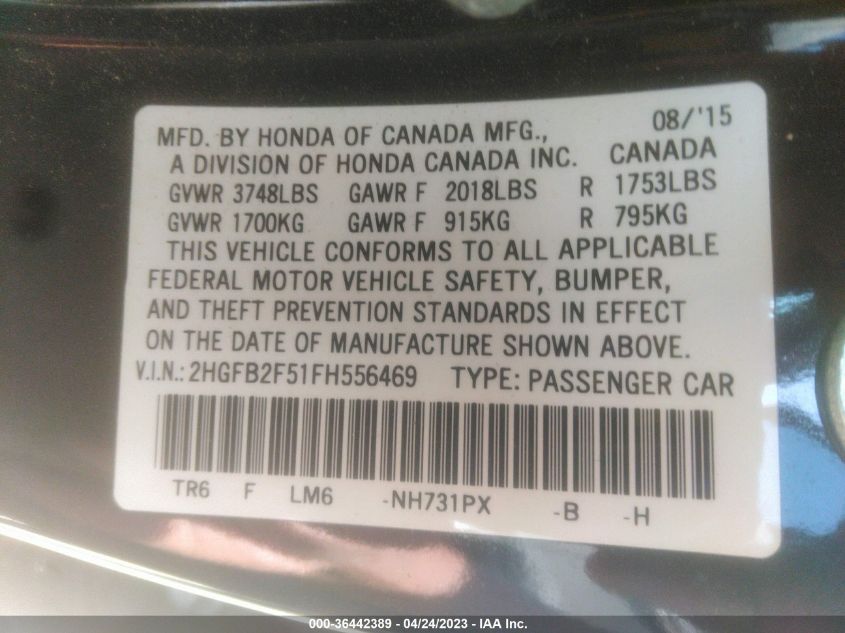 08/'15
MFD. BY HONDA OF CANADA MFG.,
A DIVISION OF HONDA CANADA INC. CANADA
GVWR 3748LBS GAWR F 2018LBS R 1753LBS
GVWR 1700KG GAWR F 915KG R 795KG
THIS VEHICLE CONFORMS TO ALL APPLICABLE
FEDERAL MOTOR VEHICLE SAFETY, BUMPER,
AND THEFT PREVENTION STANDARDS IN EFFECT
ON THE DATE OF MANUFACTURE SHOWN ABOVE.
V.I.N.: 2HGFB2F51FH556469 TYPE: PASSENGER CAR
TR6 F LM6 -NH731PX -B -H
000-36442389 - 04/24/2023 - IAA Inc.